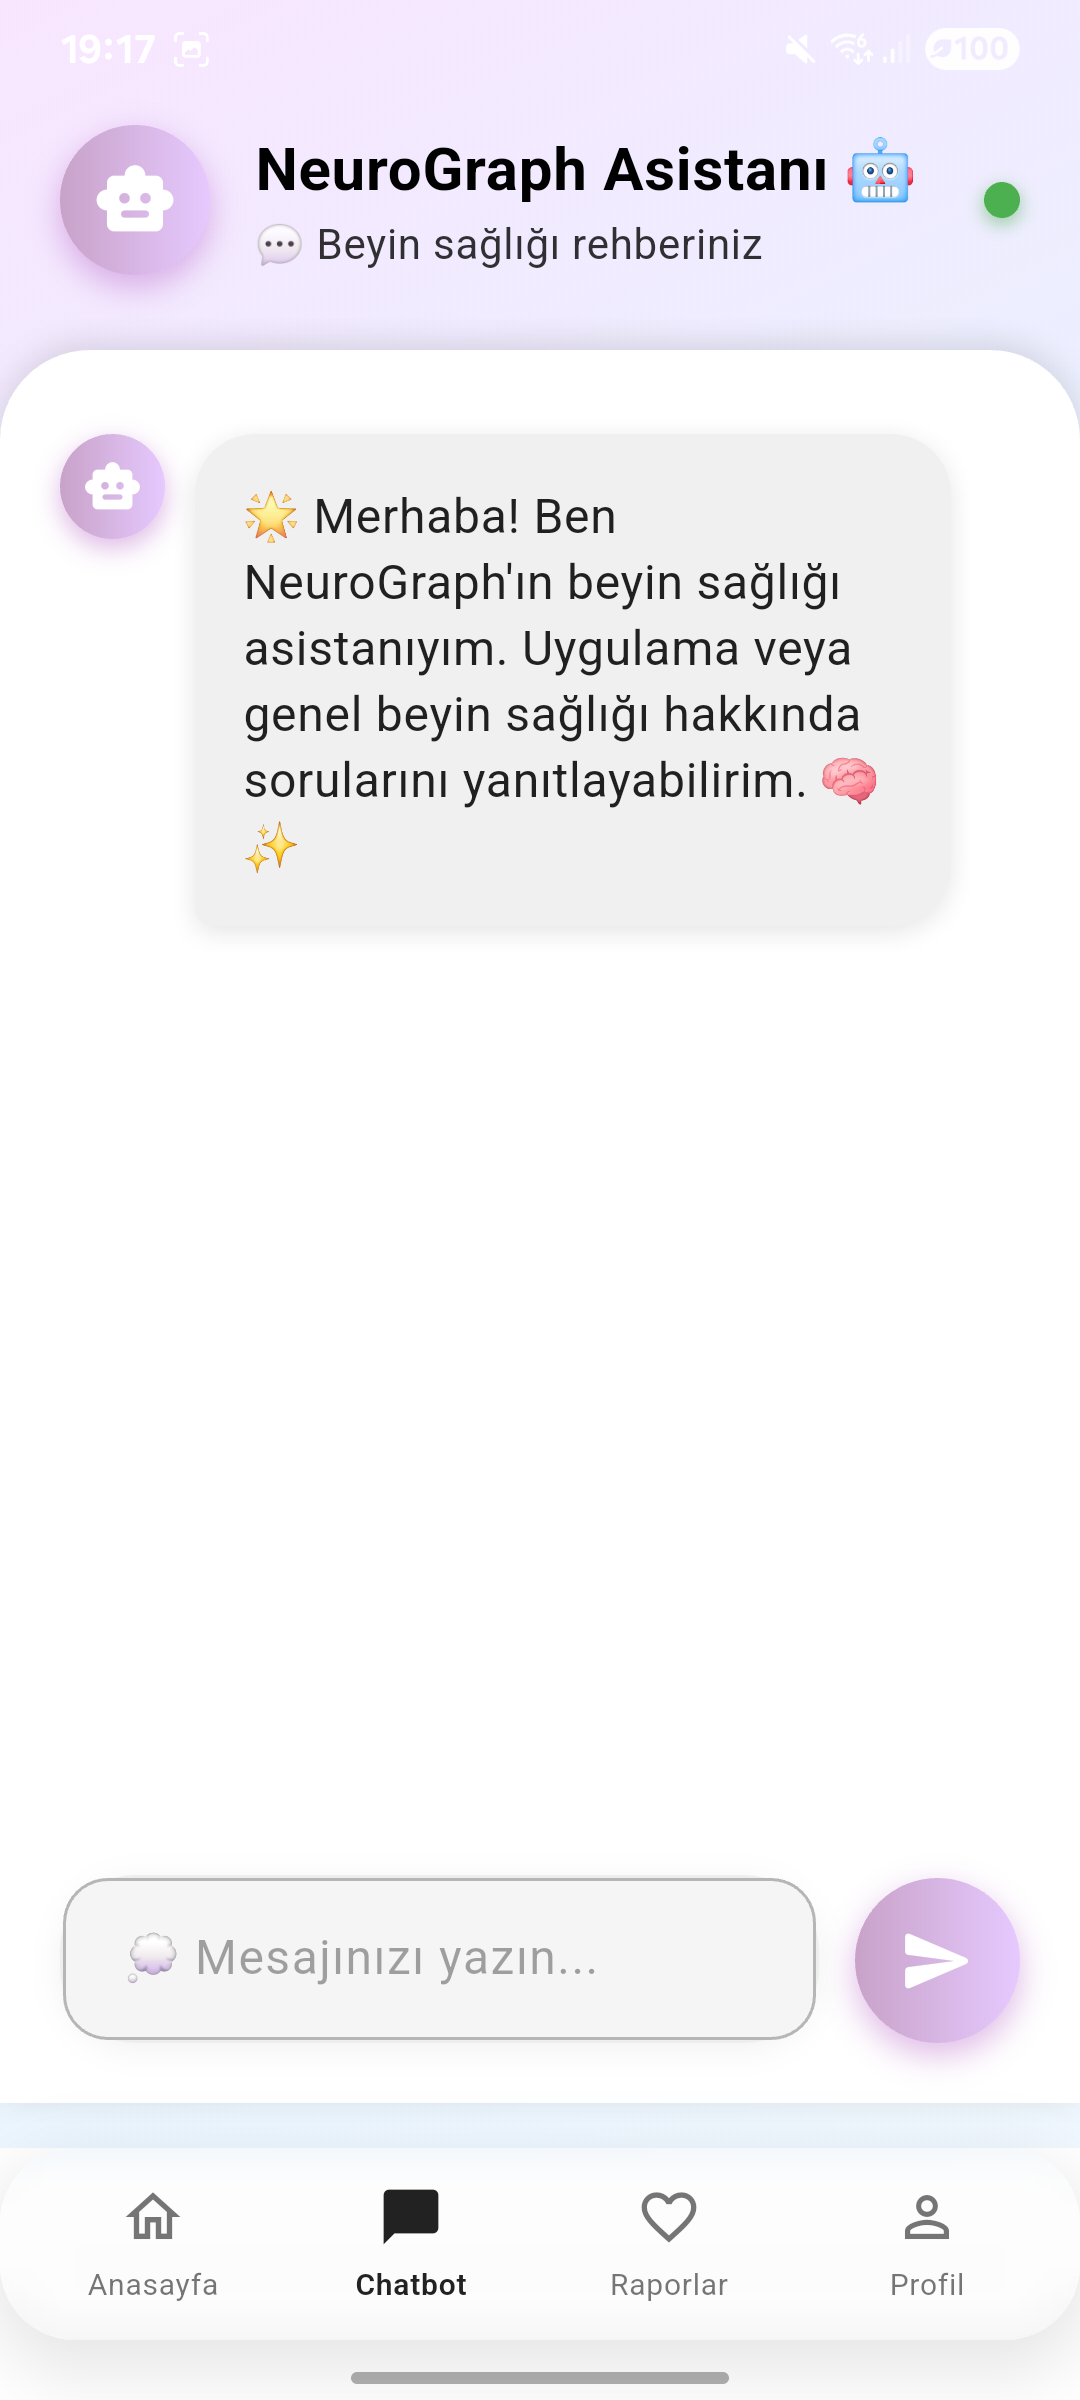 19:17
6
100
NeuroGraph Asistanı 🤖
💬 Beyin sağlığı rehberiniz
🌟 Merhaba! Ben
NeuroGraph'ın beyin sağlığı
asistanıyım. Uygulama veya
genel beyin sağlığı hakkında
sorularını yanıtlayabilirim. 🧠
✨
💭 Mesajınızı yazın...
Anasayfa
Chatbot
Raporlar
Profil